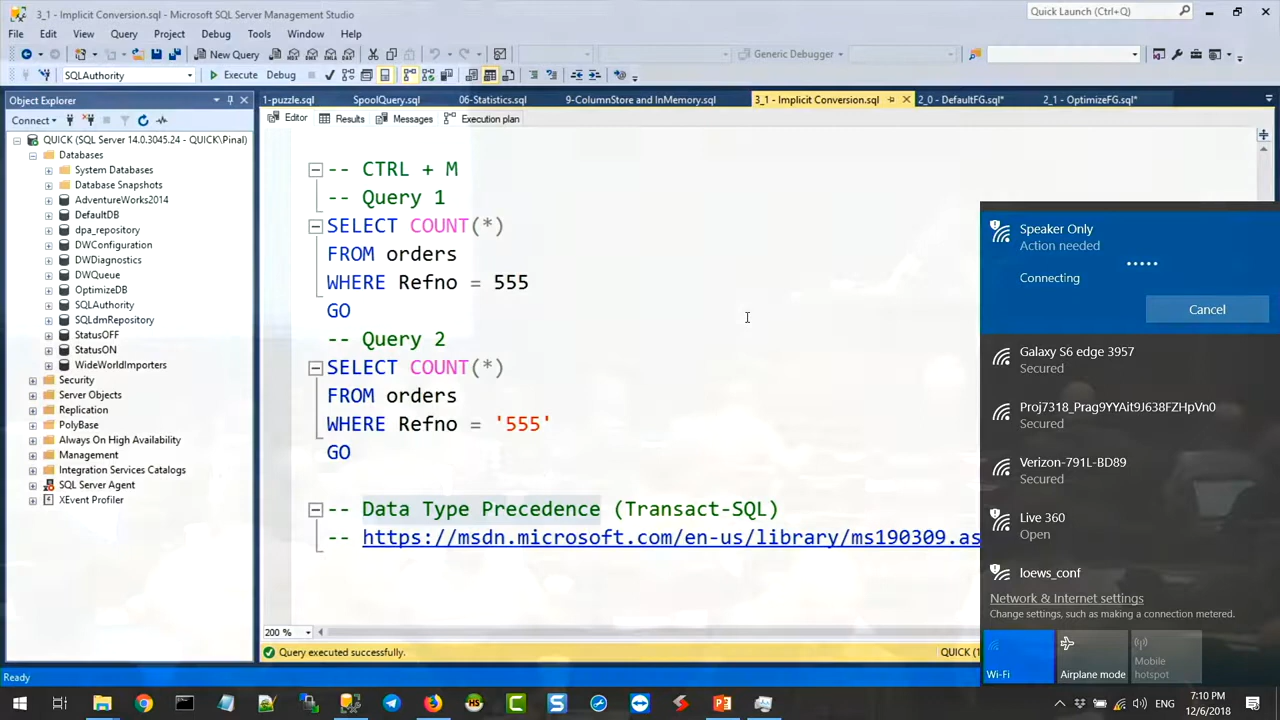 3_1 - Implicit Conversion.sql - Microsoft SQL Server Management Studio
Quick Launch (Ctrl+Q)
File Edit View Query Project Debug Tools Window Help
New Query
Generic Debugger
SQLAuthority
Execute Debug
Object Explorer
1-puzzle.sql SpoolQuery.sql 06-Statistics.sql 9-ColumnStore and InMemory.sql 3_1 - Implicit Conversion.sql 2_0 - DefaultFG.sql* 2_1 - OptimizeFG.sql*
Connect
Editor Results Messages Execution plan
QUICK (SQL Server 14.0.3045.24 - QUICK\Pinal)
Databases
System Databases
Database Snapshots
AdventureWorks2014
DefaultDB
dpa_repository
DWConfiguration
DWDiagnostics
DWQueue
OptimizeDB
SQLAuthority
SQLdmRepository
StatusOFF
StatusON
WideWorldImporters
Security
Server Objects
Replication
PolyBase
Always On High Availability
Management
Integration Services Catalogs
SQL Server Agent
XEvent Profiler
-- CTRL + M
-- Query 1
SELECT COUNT(*)
FROM orders
WHERE Refno = 555
GO
-- Query 2
SELECT COUNT(*)
FROM orders
WHERE Refno = '555'
GO
-- Data Type Precedence (Transact-SQL)
-- https://msdn.microsoft.com/en-us/library/ms190309.as
200 %
Query executed successfully.
QUICK (1
Ready
Speaker Only
Action needed
Connecting
Cancel
Galaxy S6 edge 3957
Secured
Proj7318_Prag9YYAit9J638FZHpVn0
Secured
Verizon-791L-BD89
Secured
Live 360
Open
loews_conf
Network & Internet settings
Change settings, such as making a connection metered.
Wi-Fi
Airplane mode
Mobile
hotspot
ENG
7:10 PM
12/6/2018